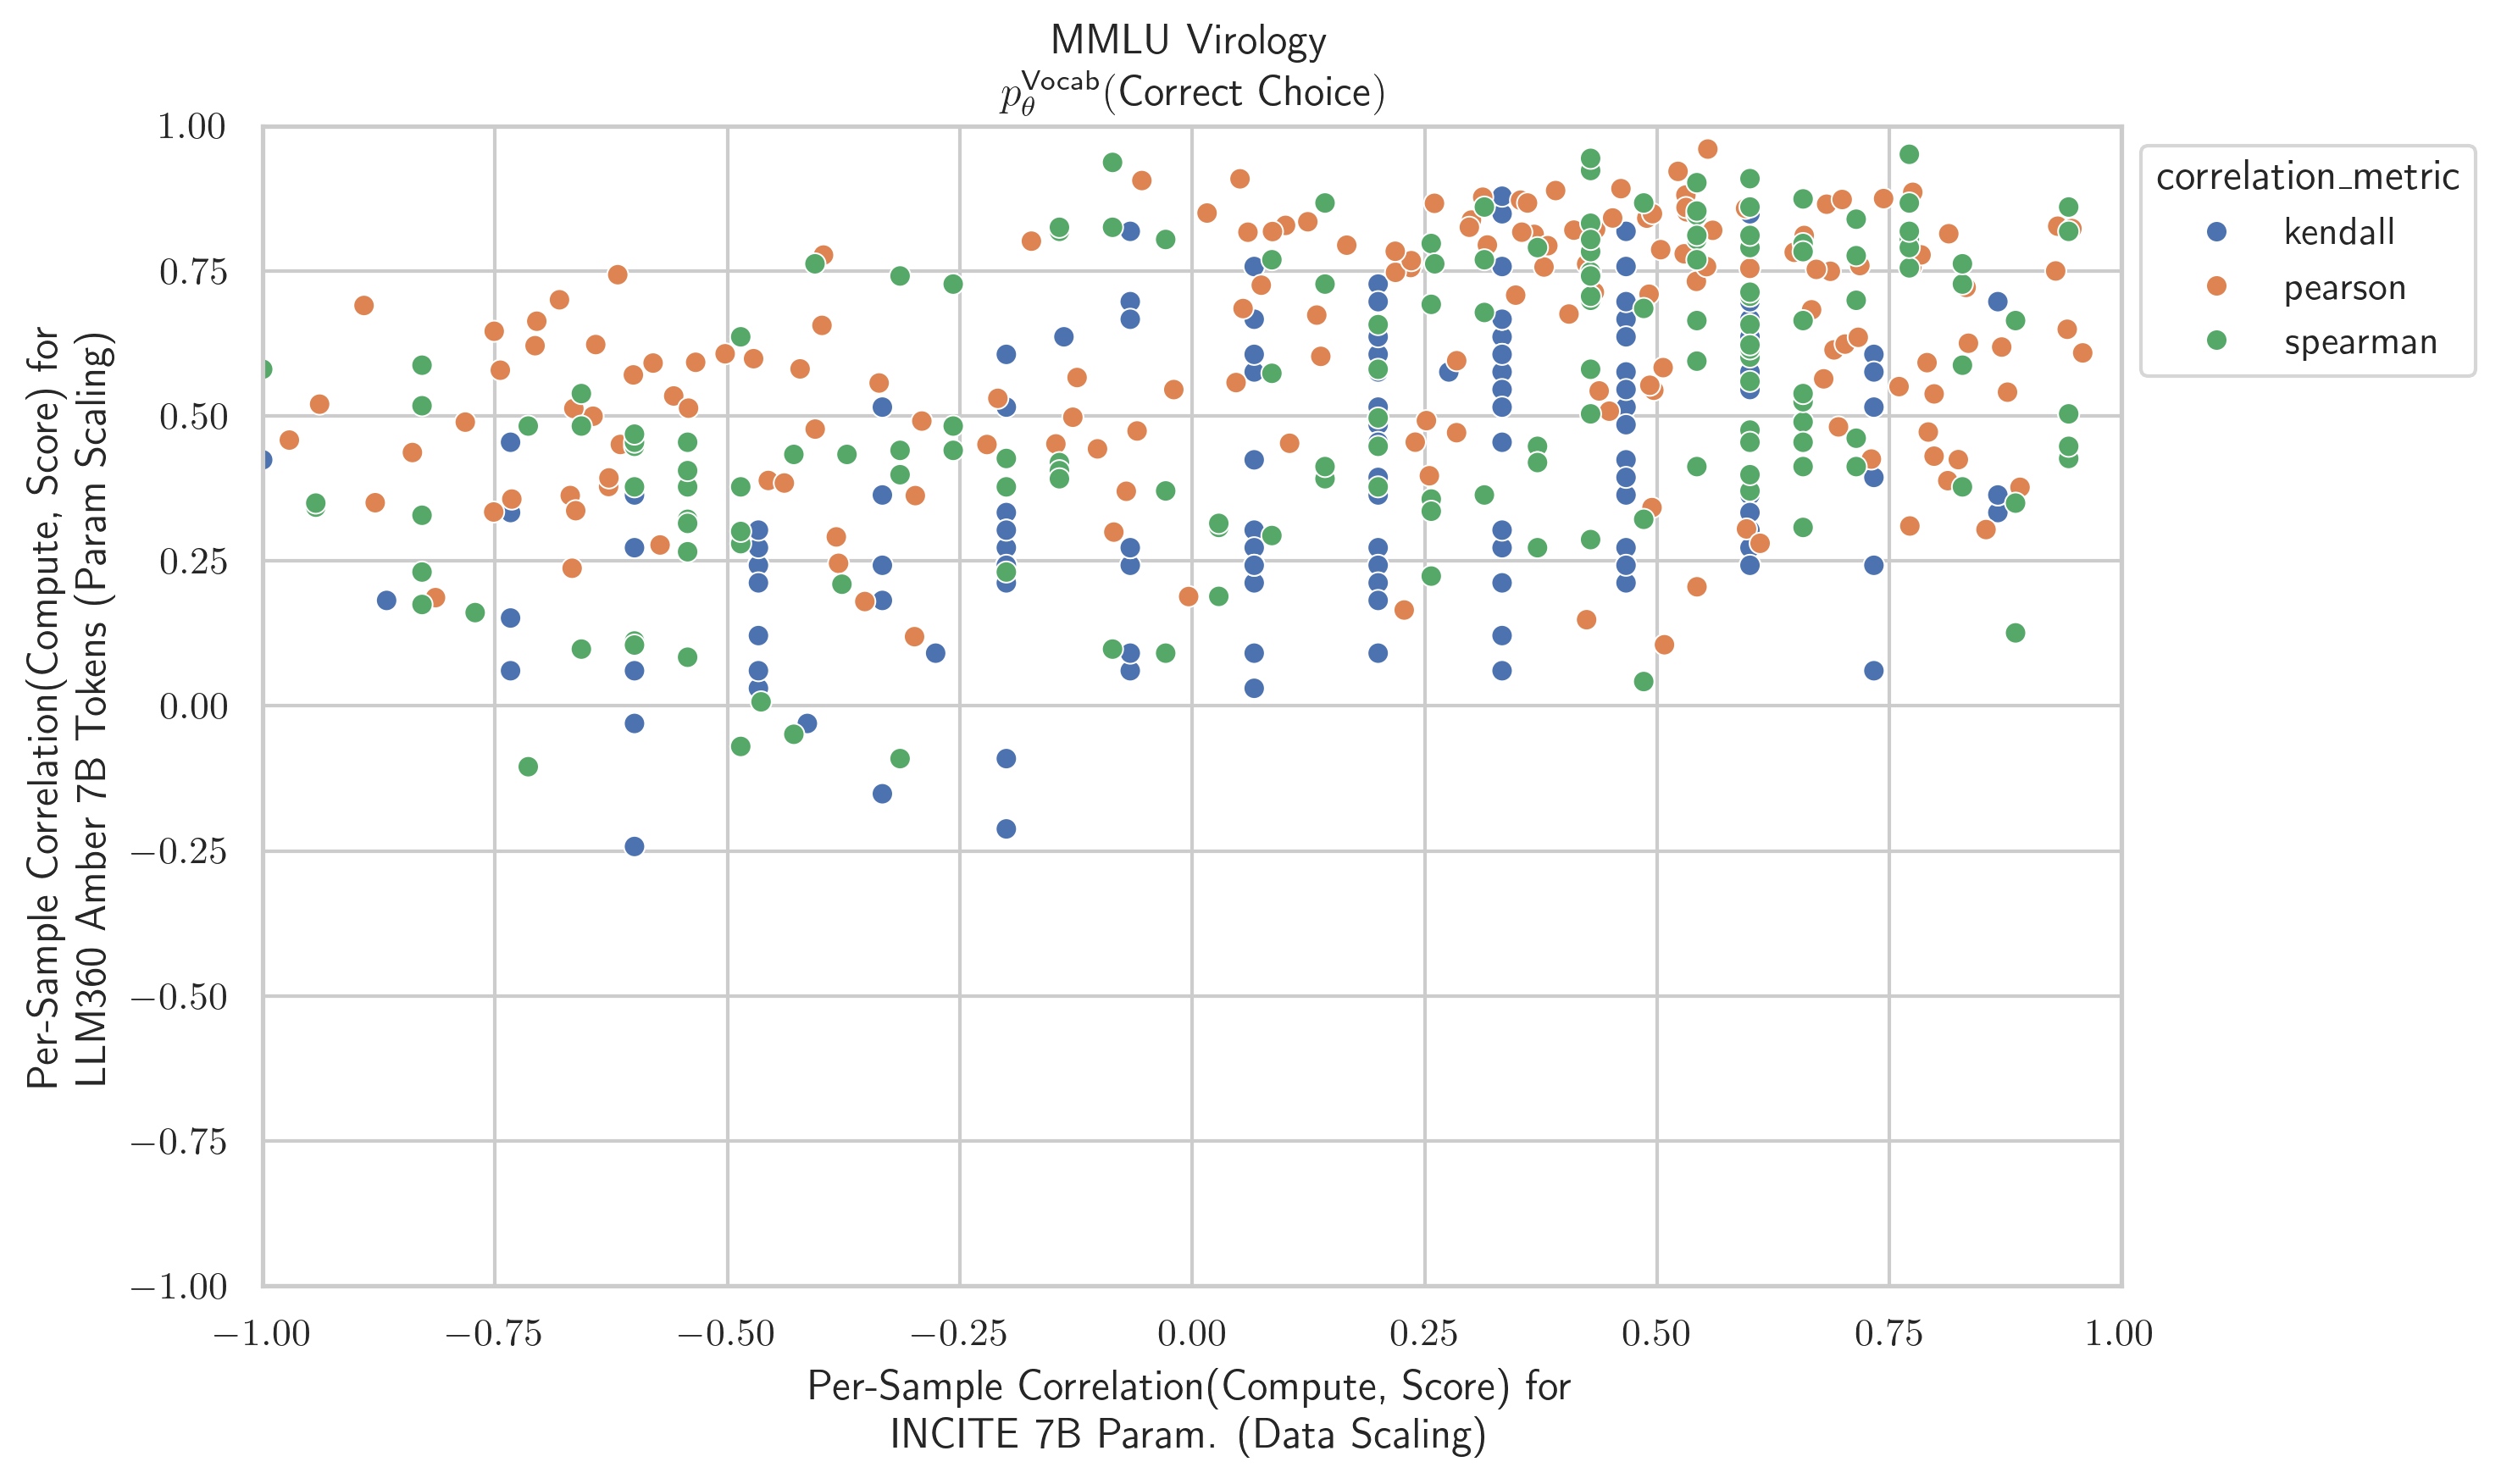 MMLU Virology
p_θ^Vocab(Correct Choice)
Per-Sample Correlation(Compute, Score) for
LLM360 Amber 7B Tokens (Param Scaling)
1.00
0.75
0.50
0.25
0.00
−0.25
−0.50
−0.75
−1.00
−1.00 −0.75 −0.50 −0.25 0.00 0.25 0.50 0.75 1.00
Per-Sample Correlation(Compute, Score) for
INCITE 7B Param. (Data Scaling)
correlation_metric
kendall
pearson
spearman